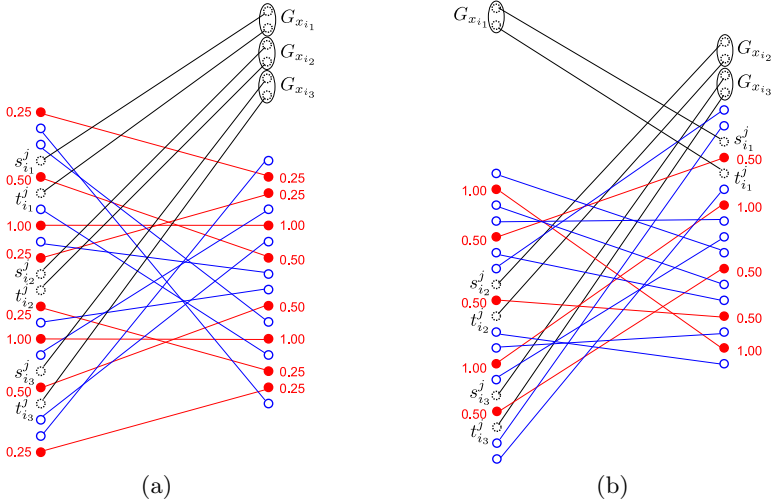 G_{x_{i_1}}
G_{x_{i_2}}
G_{x_{i_3}}
0.25
s^j_{i_1}
0.50
t^j_{i_1}
1.00
0.25
s^j_{i_2}
t^j_{i_2}
0.25
1.00
s^j_{i_3}
0.50
t^j_{i_3}
0.25
0.25
0.25
1.00
0.50
0.50
1.00
0.25
0.25
(a)
G_{x_{i_1}}
G_{x_{i_2}}
G_{x_{i_3}}
1.00
0.50
s^j_{i_2}
0.50
t^j_{i_2}
1.00
s^j_{i_3}
0.50
t^j_{i_3}
s^j_{i_1}
0.50
t^j_{i_1}
1.00
0.50
0.50
1.00
(b)